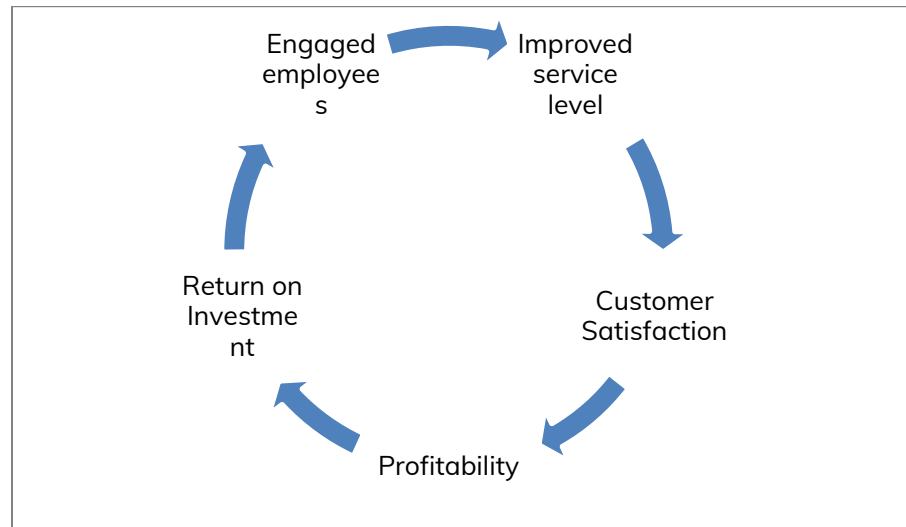 Engaged
employee
s
Improved
service
level
Customer
Satisfaction
Profitability
Return on
Investme
nt